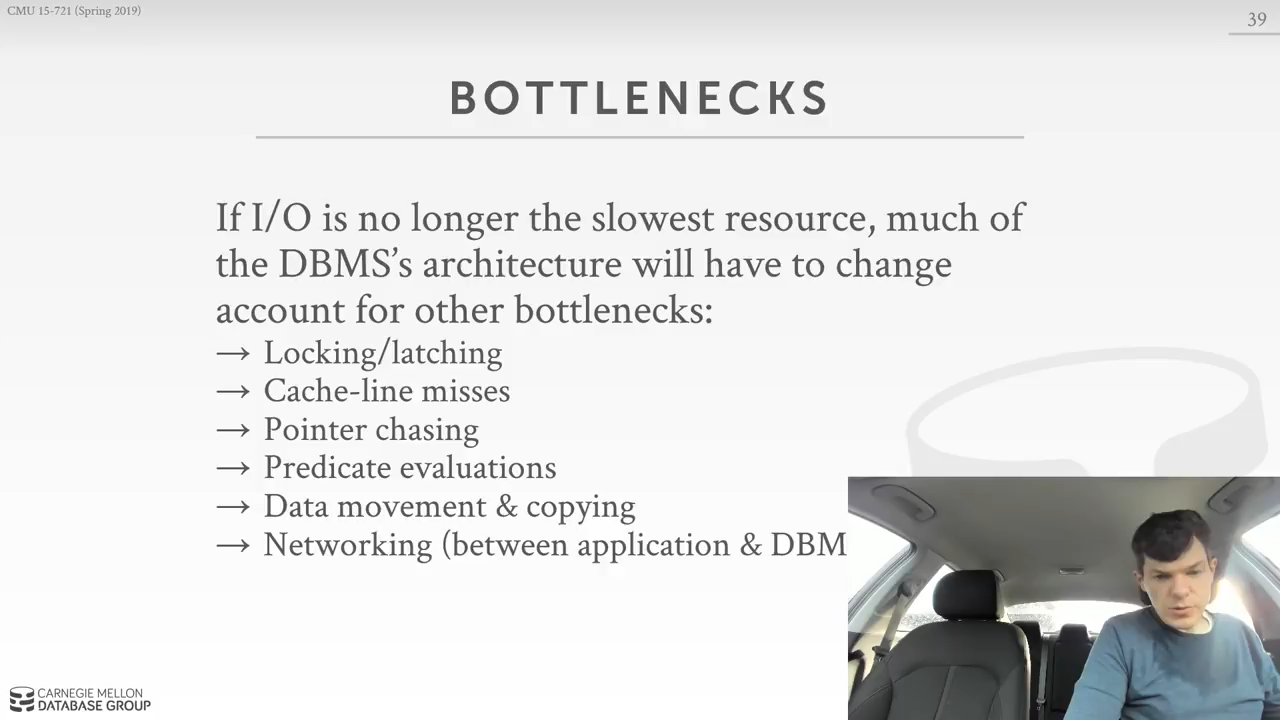 CMU 15-721 (Spring 2019)
39
BOTTLENECKS
If I/O is no longer the slowest resource, much of
the DBMS's architecture will have to change
account for other bottlenecks:
→ Locking/latching
→ Cache-line misses
→ Pointer chasing
→ Predicate evaluations
→ Data movement & copying
→ Networking (between application & DBM
CARNEGIE MELLON
DATABASE GROUP